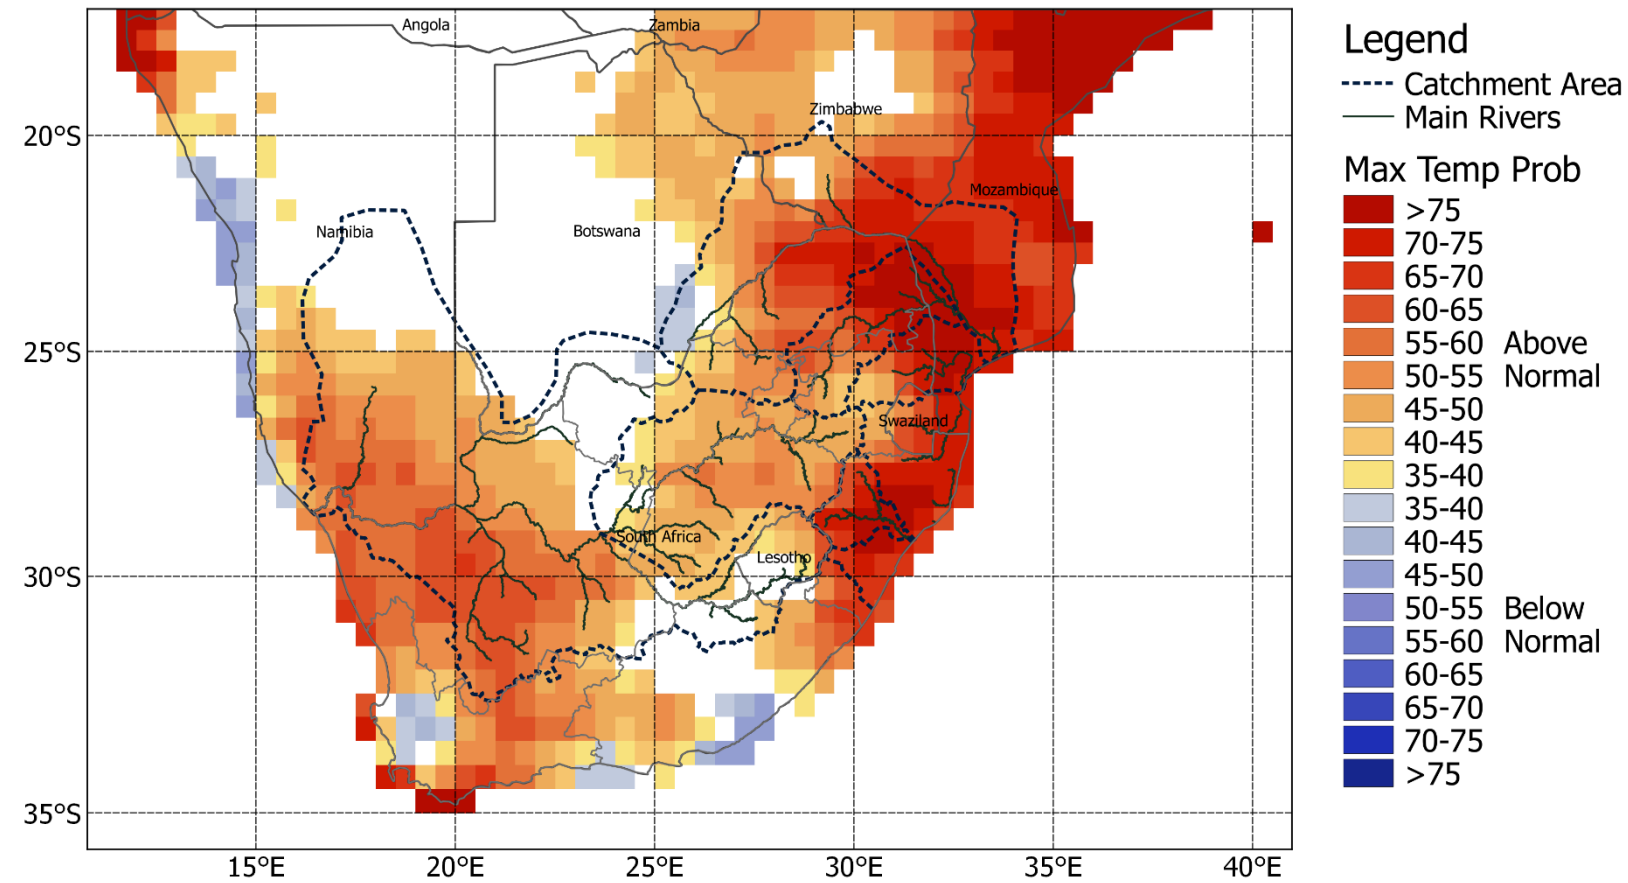 Angola
Zambia
Zimbabwe
20°S
Mozambique
Namibia
Botswana
25°S
Swaziland
South Africa
Lesotho
30°S
35°S
15°E
20°E
25°E
30°E
35°E
40°E
Legend
Catchment Area
Main Rivers
Max Temp Prob
>75
70-75
65-70
60-65
55-60 Above
50-55 Normal
45-50
40-45
35-40
35-40
40-45
45-50
50-55 Below
55-60 Normal
60-65
65-70
70-75
>75